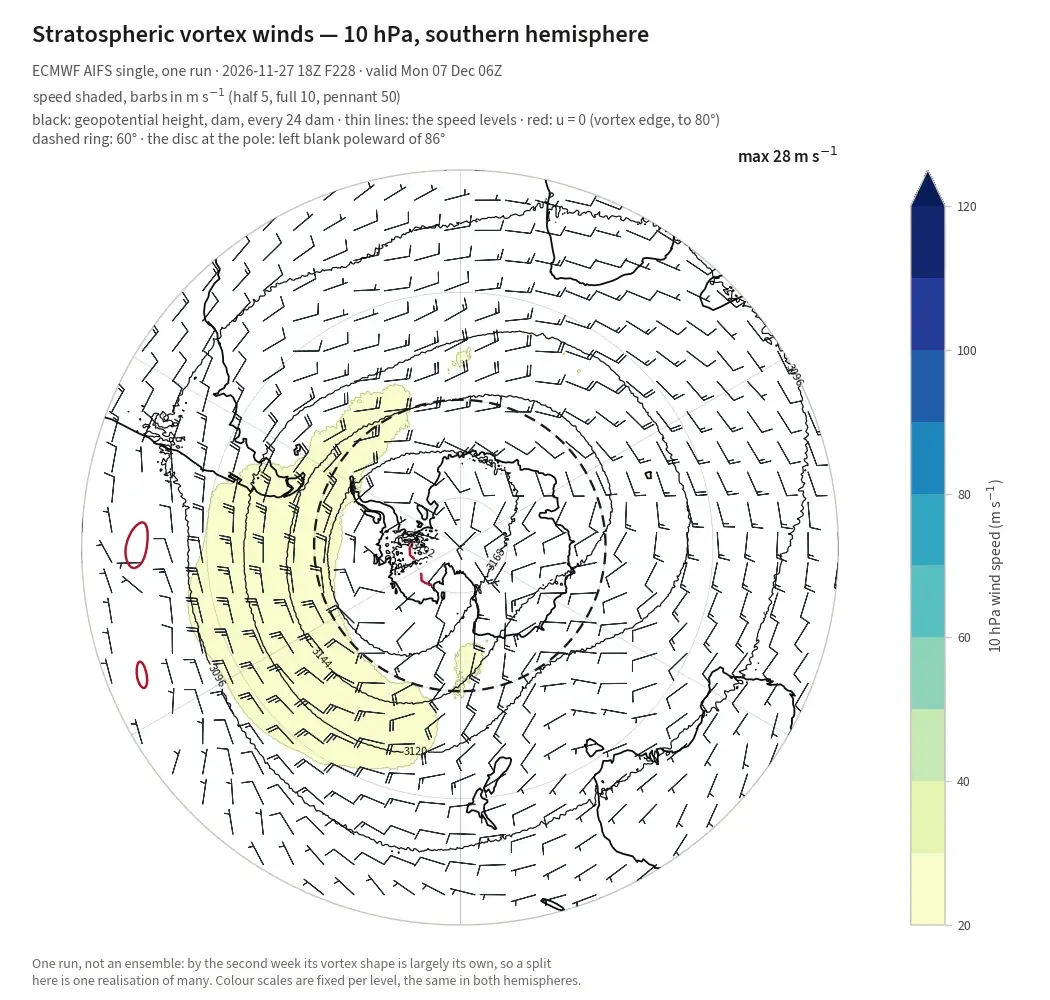 Stratospheric vortex winds — 10 hPa, southern hemisphere
ECMWF AIFS single, one run · 2026-11-27 18Z F228 · valid Mon 07 Dec 06Z
speed shaded, barbs in m s⁻¹ (half 5, full 10, pennant 50)
black: geopotential height, dam, every 24 dam · thin lines: the speed levels · red: u = 0 (vortex edge, to 80°)
dashed ring: 60° · the disc at the pole: left blank poleward of 86°
max 28 m s⁻¹
120
100
80
60
40
20
10 hPa wind speed (m s⁻¹)
3096
3168
3144
3096
3120
One run, not an ensemble: by the second week its vortex shape is largely its own, so a split
here is one realisation of many. Colour scales are fixed per level, the same in both hemispheres.